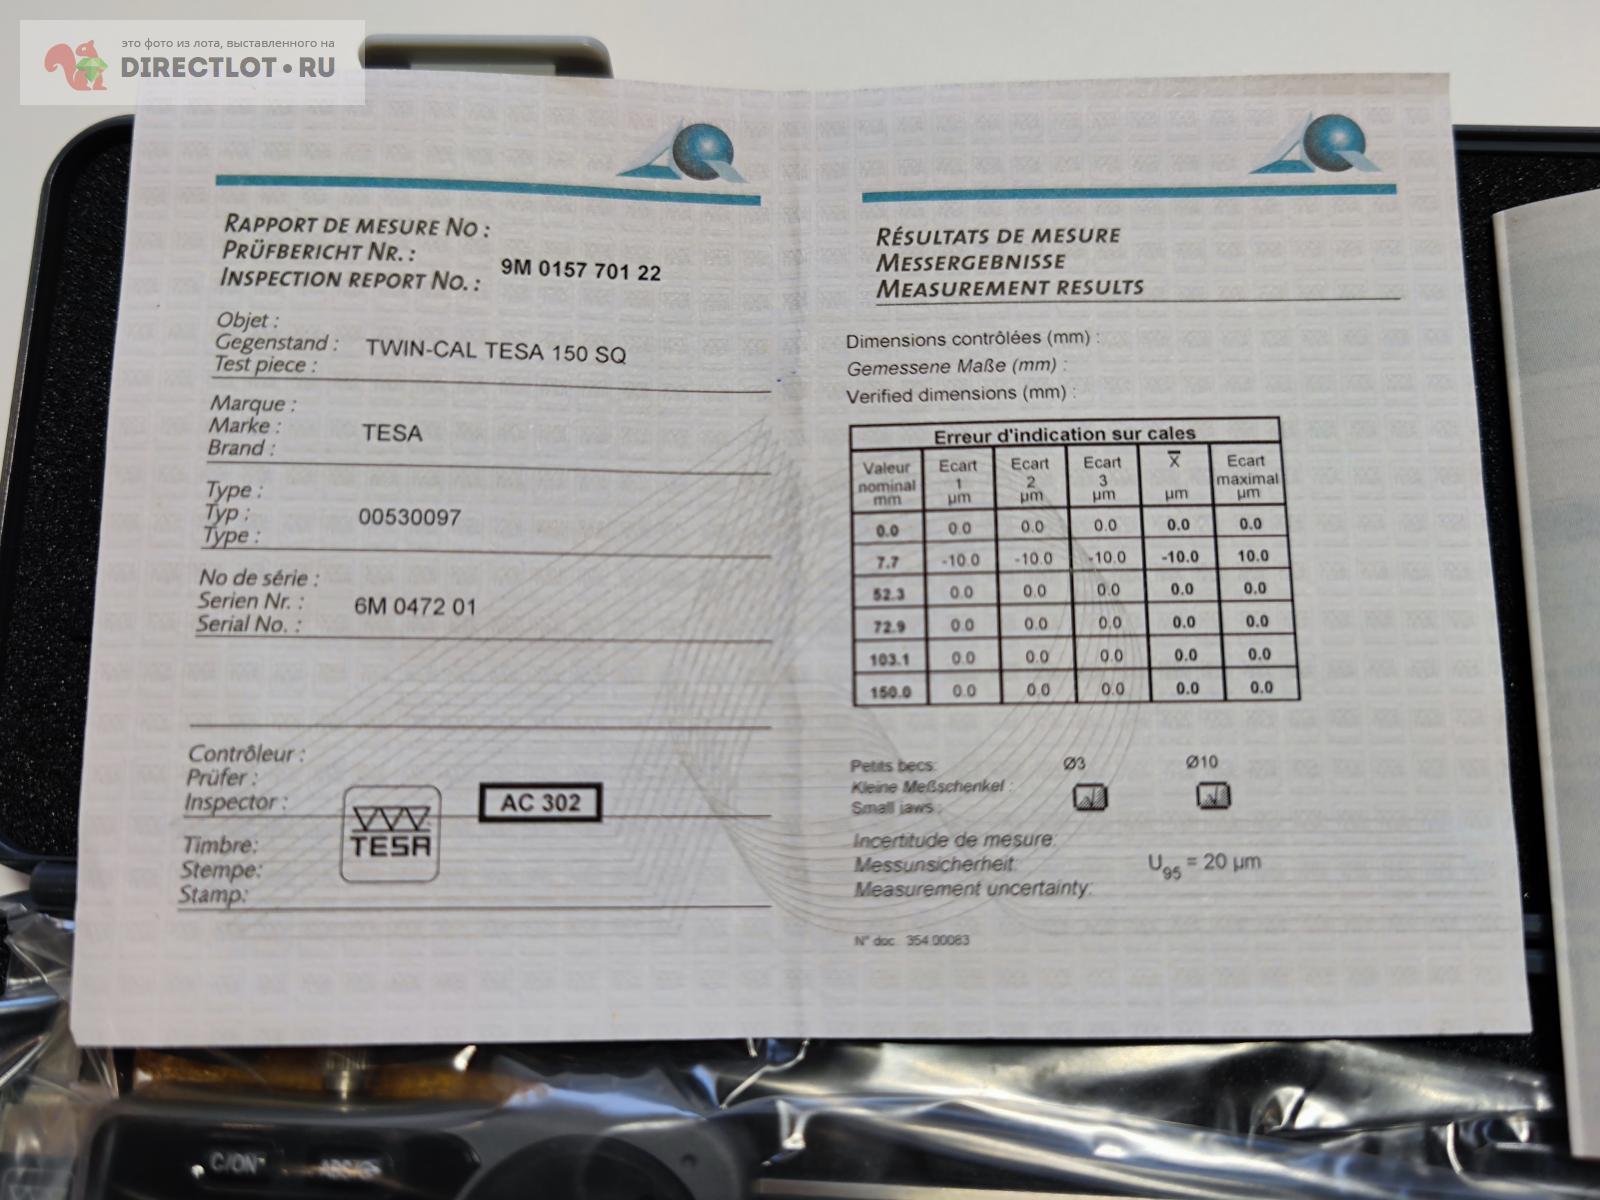 это фото из лота, выставленного на
DIRECTLOT•RU
RAPPORT DE MESURE NO :
PRÜFBERICHT NR. :
INSPECTION REPORT NO. :
9M 0157 701 22
Objet :
Gegenstand :
Test piece :
TWIN-CAL TESA 150 SQ
Marque :
Marke :
Brand :
TESA
Type :
Typ :
Type :
00530097
No de série :
Serien Nr. :
Serial No. :
6M 0472 01
Contrôleur :
Prüfer :
Inspector :
AC 302
Timbre:
Stempe:
Stamp:
TESA
RÉSULTATS DE MESURE
MESSERGEBNISSE
MEASUREMENT RESULTS
Dimensions contrôlées (mm) :
Gemessene Maße (mm) :
Verified dimensions (mm) :
Erreur d'indication sur cales
Valeur nominal mm Ecart 1 µm Ecart 2 µm Ecart 3 µm X̅ µm Ecart maximal µm
0.0 0.0 0.0 0.0 0.0 0.0
7.7 -10.0 -10.0 -10.0 -10.0 10.0
52.3 0.0 0.0 0.0 0.0 0.0
72.9 0.0 0.0 0.0 0.0 0.0
103.1 0.0 0.0 0.0 0.0 0.0
150.0 0.0 0.0 0.0 0.0 0.0
Petits becs:
Kleine Meßschenkel :
Small jaws :
Ø3 Ø10
Incertitude de mesure:
Messunsicherheit:
Measurement uncertainty:
U95 = 20 µm
N° doc. 354.00083
C/ON